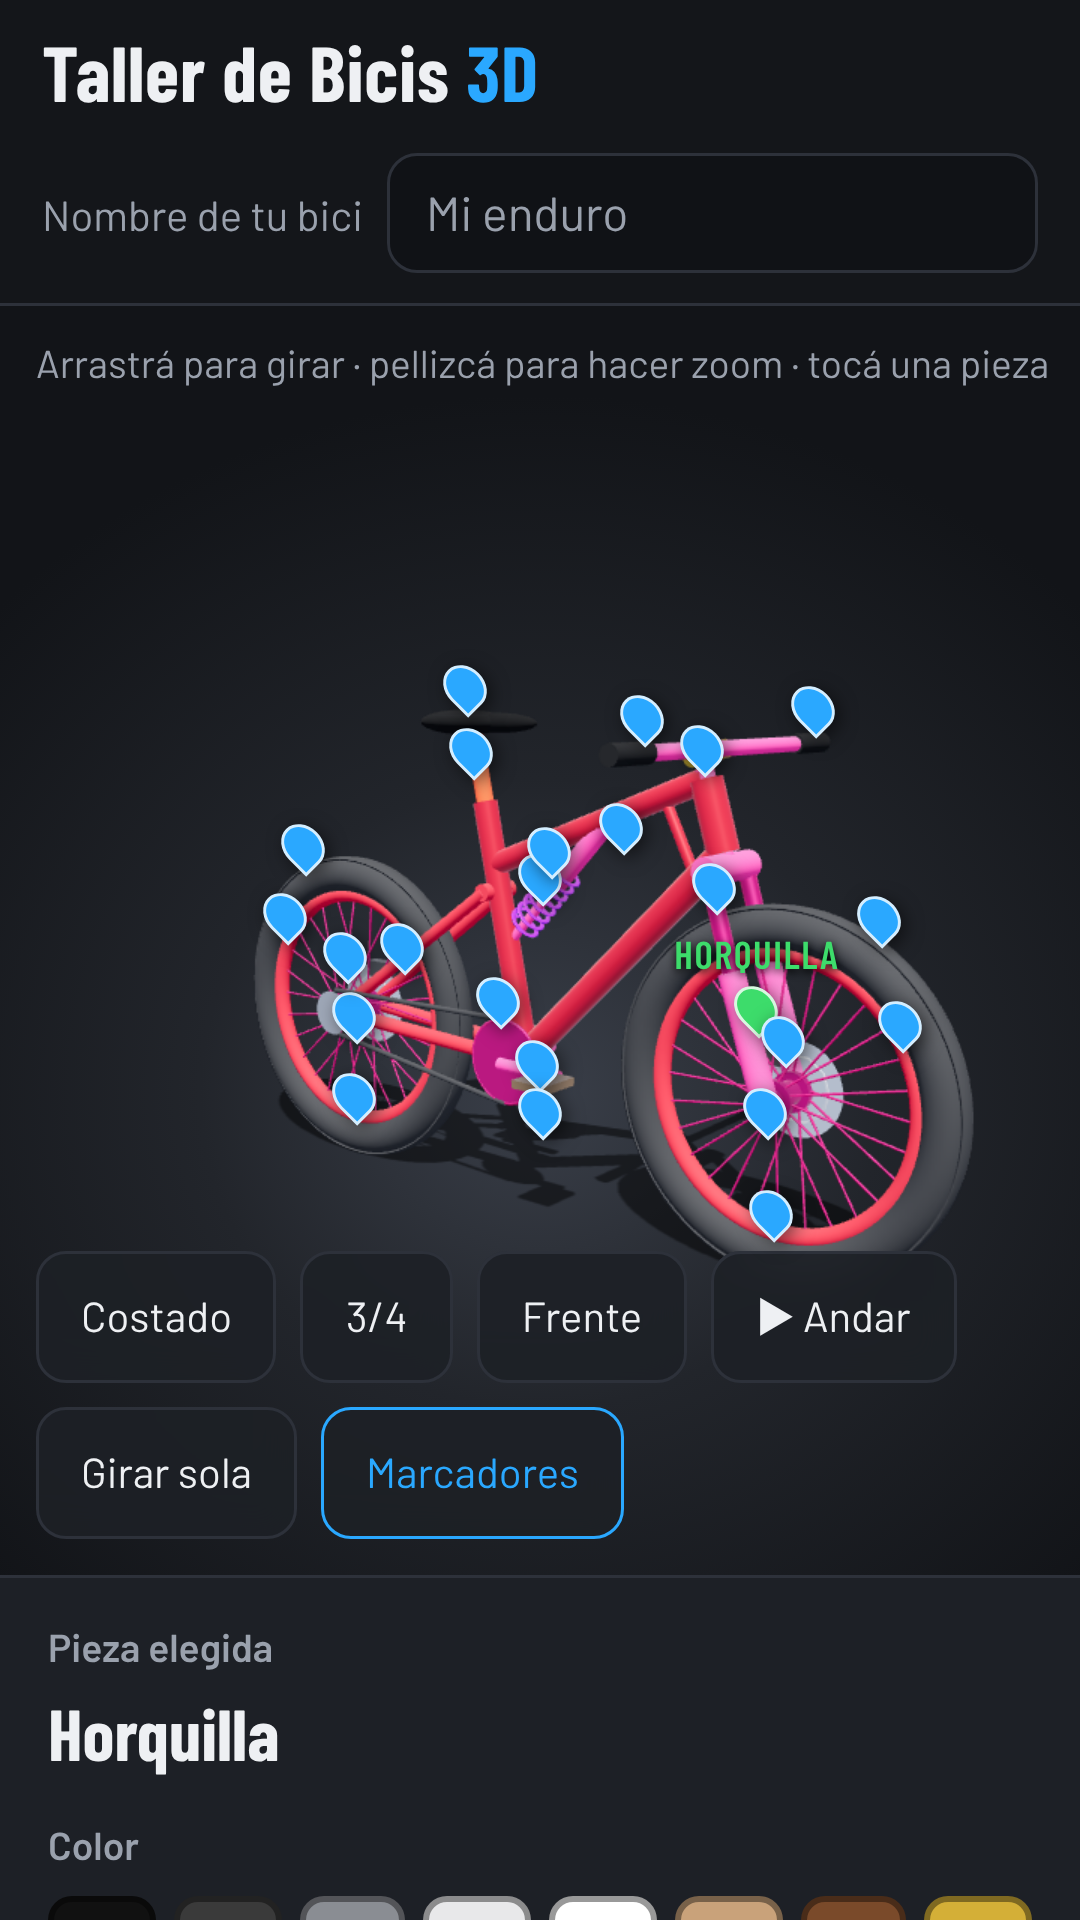 Taller de Bicis 3D
Nombre de tu bici
Mi enduro
Arrastrá para girar · pellizcá para hacer zoom · tocá una pieza
HORQUILLA
Costado
3/4
Frente
▶ Andar
Girar sola
Marcadores
Pieza elegida
Horquilla
Color